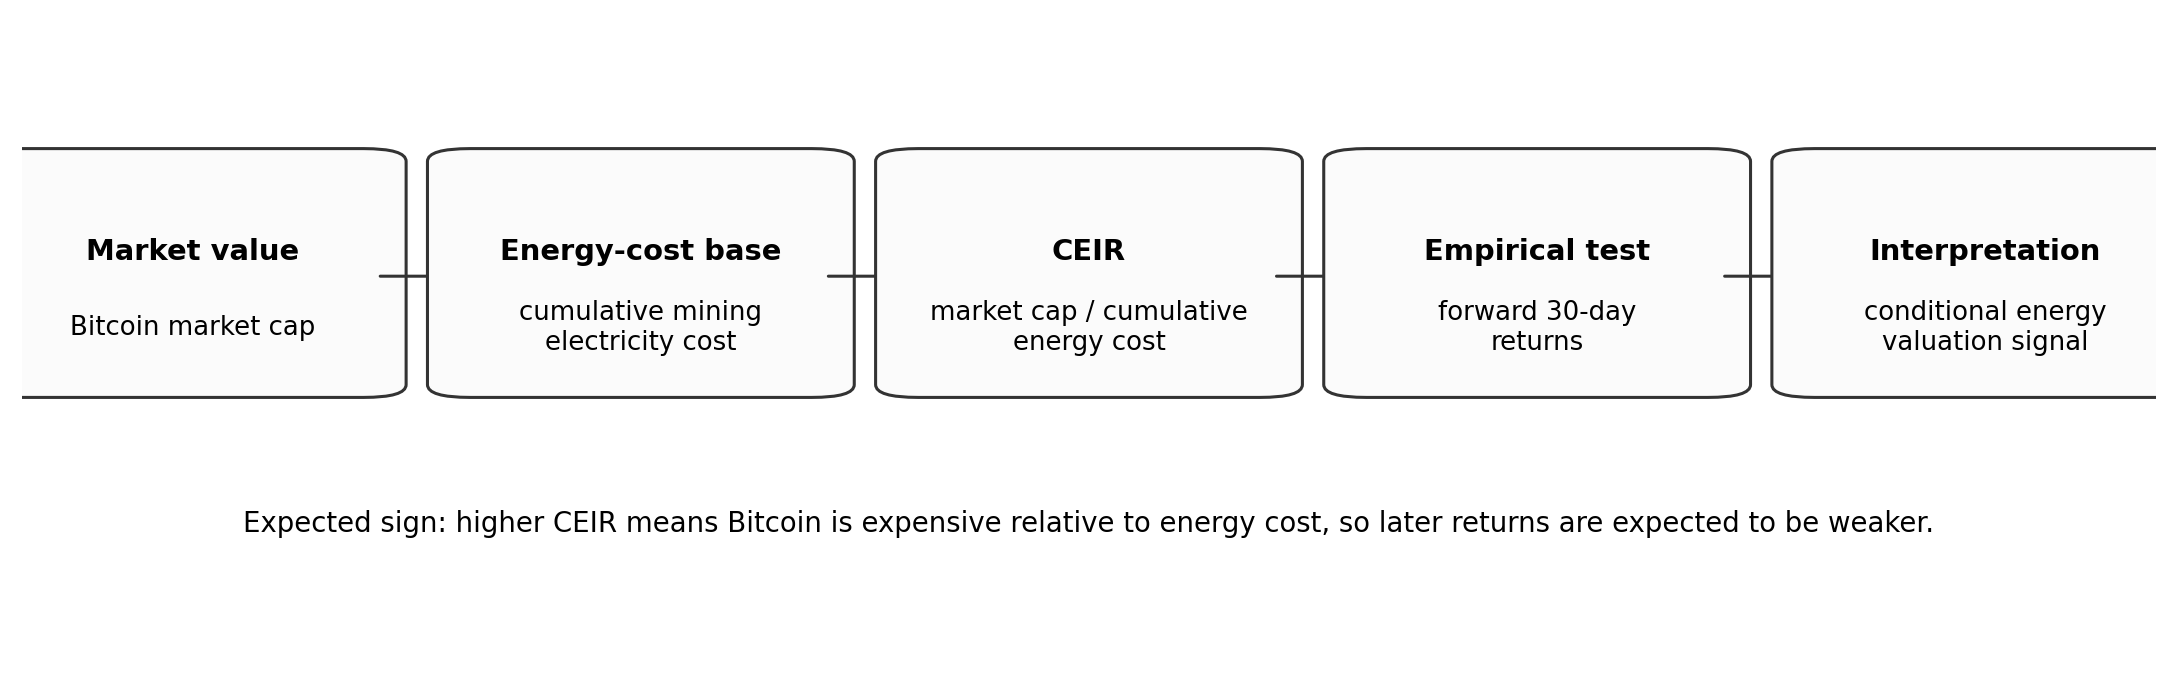 Market value
Bitcoin market cap
Energy-cost base
cumulative mining
electricity cost
CEIR
market cap / cumulative
energy cost
Empirical test
forward 30-day
returns
Interpretation
conditional energy
valuation signal
Expected sign: higher CEIR means Bitcoin is expensive relative to energy cost, so later returns are expected to be weaker.